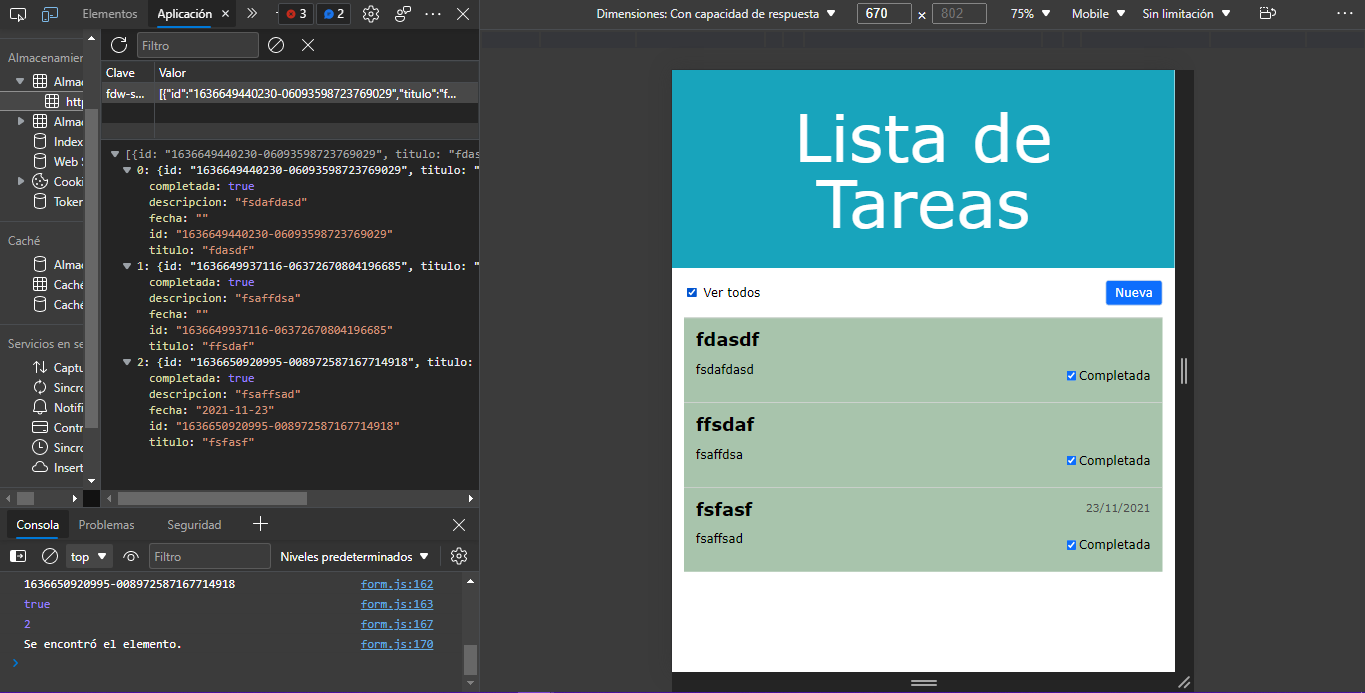 Elementos Aplicación 3 2
Dimensiones: Con capacidad de respuesta 670 x 802 75% Mobile Sin limitación
Almacenamier
Almac
http
Almac
Index
Web S
Cooki
Token
Caché
Almac
Caché
Caché
Servicios en se
Captu
Sincro
Notifi
Contr
Sincro
Insert
Filtro
Clave Valor
fdw-s... [{"id":"1636649440230-06093598723769029","titulo":"f...
[{id: "1636649440230-06093598723769029", titulo: "fdas
0: {id: "1636649440230-06093598723769029", titulo: "
completada: true
descripcion: "fsdafdasd"
fecha: ""
id: "1636649440230-06093598723769029"
titulo: "fdasdf"
1: {id: "1636649937116-06372670804196685", titulo: "
completada: true
descripcion: "fsaffdsa"
fecha: ""
id: "1636649937116-06372670804196685"
titulo: "ffsdaf"
2: {id: "1636650920995-008972587167714918", titulo:
completada: true
descripcion: "fsaffsad"
fecha: "2021-11-23"
id: "1636650920995-008972587167714918"
titulo: "fsfasf"
Consola Problemas Seguridad
top Filtro Niveles predeterminados
1636650920995-008972587167714918 form.js:162
true form.js:163
2 form.js:167
Se encontró el elemento. form.js:170
Lista de
Tareas
Ver todos Nueva
fdasdf
fsdafdasd
Completada
ffsdaf
fsaffdsa
Completada
fsfasf 23/11/2021
fsaffsad
Completada